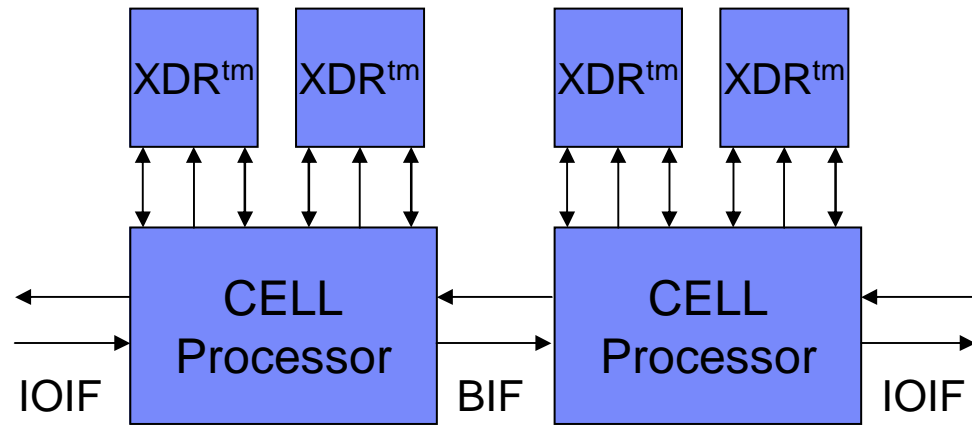 XDR™ XDR™ XDR™ XDR™
CELL CELL
Processor Processor
IOIF BIF IOIF